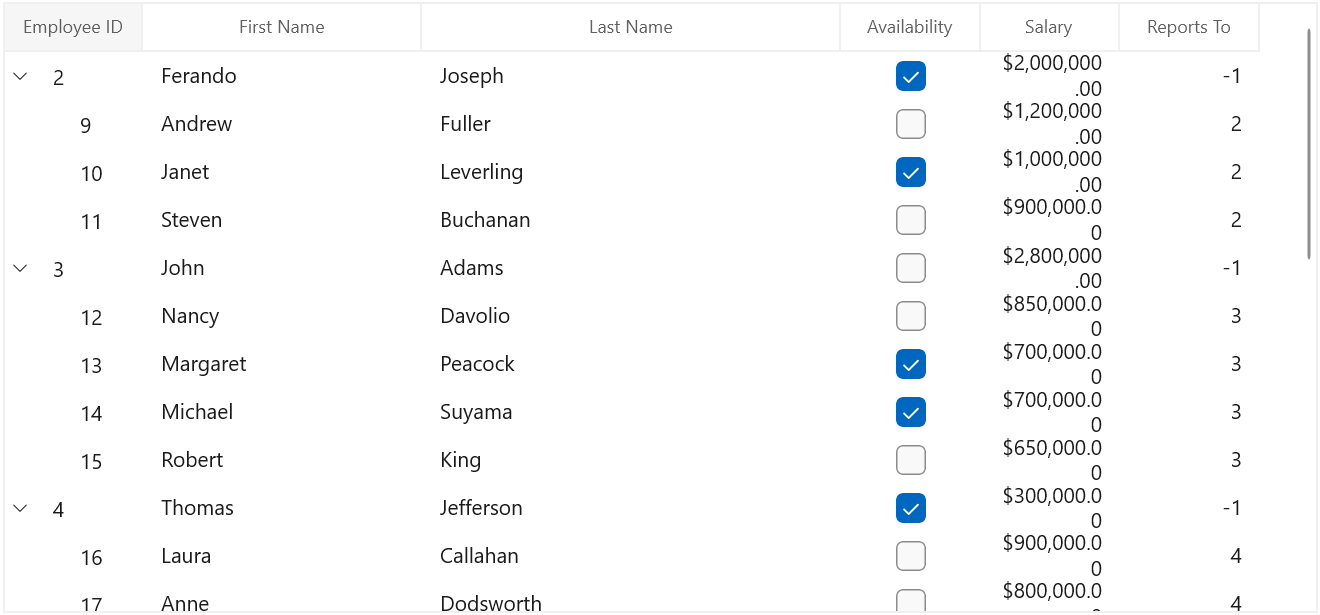 Employee ID First Name Last Name Availability Salary Reports To
2 Ferando Joseph $2,000,000.00 -1
9 Andrew Fuller $1,200,000.00 2
10 Janet Leverling $1,000,000.00 2
11 Steven Buchanan $900,000.00 2
3 John Adams $2,800,000.00 -1
12 Nancy Davolio $850,000.00 3
13 Margaret Peacock $700,000.00 3
14 Michael Suyama $700,000.00 3
15 Robert King $650,000.00 3
4 Thomas Jefferson $300,000.00 -1
16 Laura Callahan $900,000.00 4
17 Anne Dodsworth $800,000.0 4